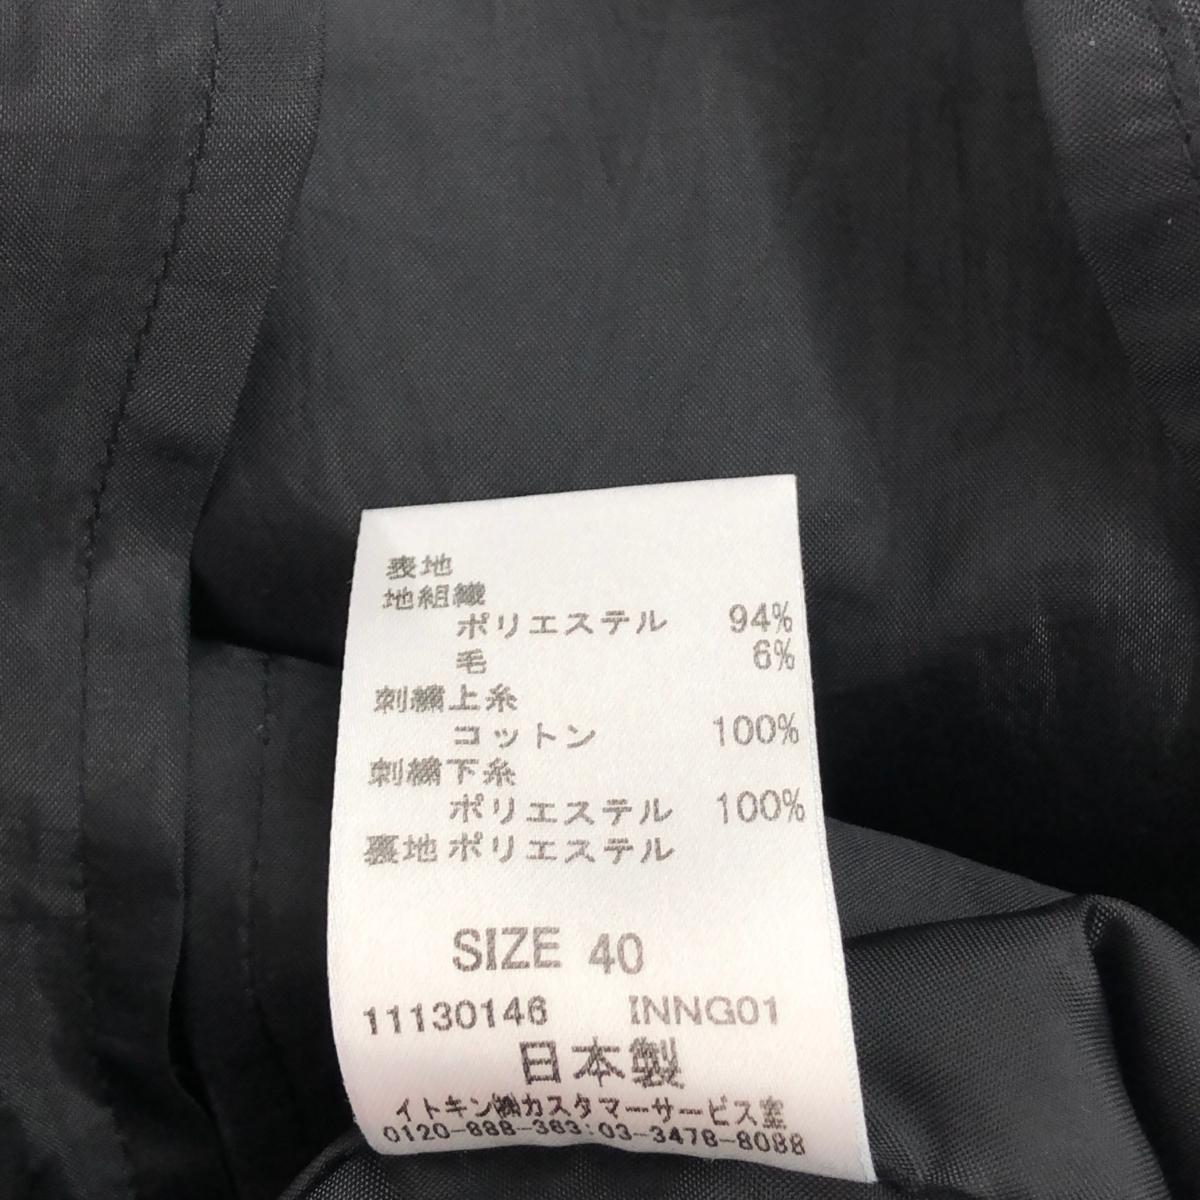 表地
地組織
ポリエステル 94%
毛 6%
刺繍上糸
コットン 100%
刺繍下糸
ポリエステル 100%
裏地 ポリエステル
SIZE 40
11130146 INNG01
日本製
イトキン㈱カスタマーサービス室
0120-888-363:03-3478-8088